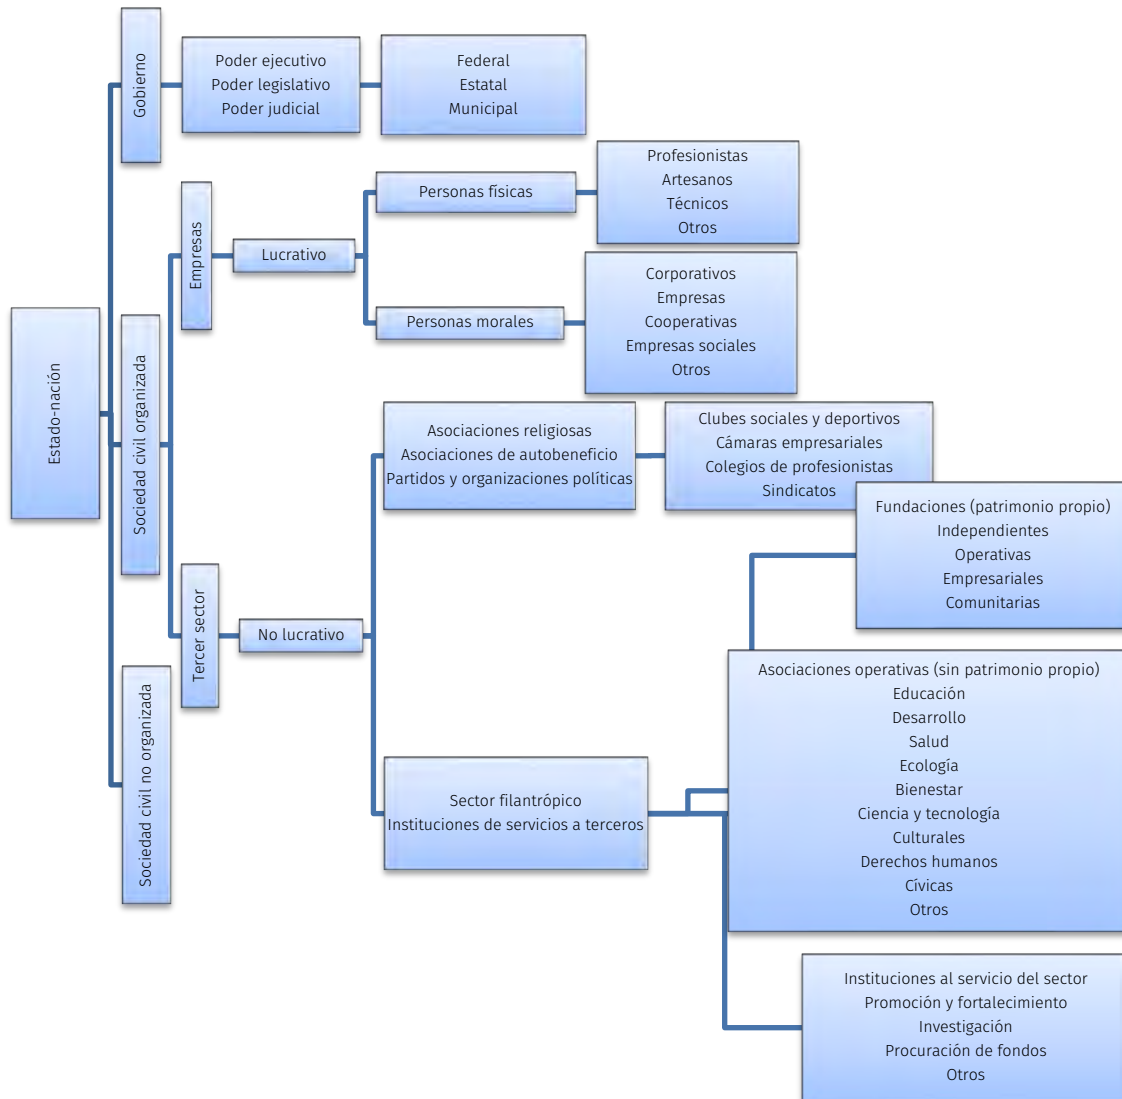 Estado-nación
Gobierno
Poder ejecutivo
Poder legislativo
Poder judicial
Federal
Estatal
Municipal
Sociedad civil organizada
Empresas
Lucrativo
Personas físicas
Profesionistas
Artesanos
Técnicos
Otros
Personas morales
Corporativos
Empresas
Cooperativas
Empresas sociales
Otros
Tercer sector
No lucrativo
Asociaciones religiosas
Asociaciones de autobeneficio
Partidos y organizaciones políticas
Clubes sociales y deportivos
Cámaras empresariales
Colegios de profesionistas
Sindicatos
Sector filantrópico
Instituciones de servicios a terceros
Fundaciones (patrimonio propio)
Independientes
Operativas
Empresariales
Comunitarias
Asociaciones operativas (sin patrimonio propio)
Educación
Desarrollo
Salud
Ecología
Bienestar
Ciencia y tecnología
Culturales
Derechos humanos
Cívicas
Otros
Instituciones al servicio del sector
Promoción y fortalecimiento
Investigación
Procuración de fondos
Otros
Sociedad civil no organizada